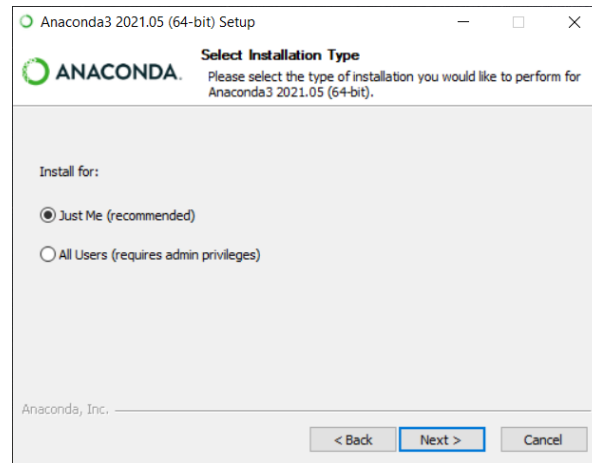 Anaconda3 2021.05 (64-bit) Setup
ANACONDA.
Select Installation Type
Please select the type of installation you would like to perform for
Anaconda3 2021.05 (64-bit).
Install for:
Just Me (recommended)
All Users (requires admin privileges)
Anaconda, Inc.
< Back Next > Cancel